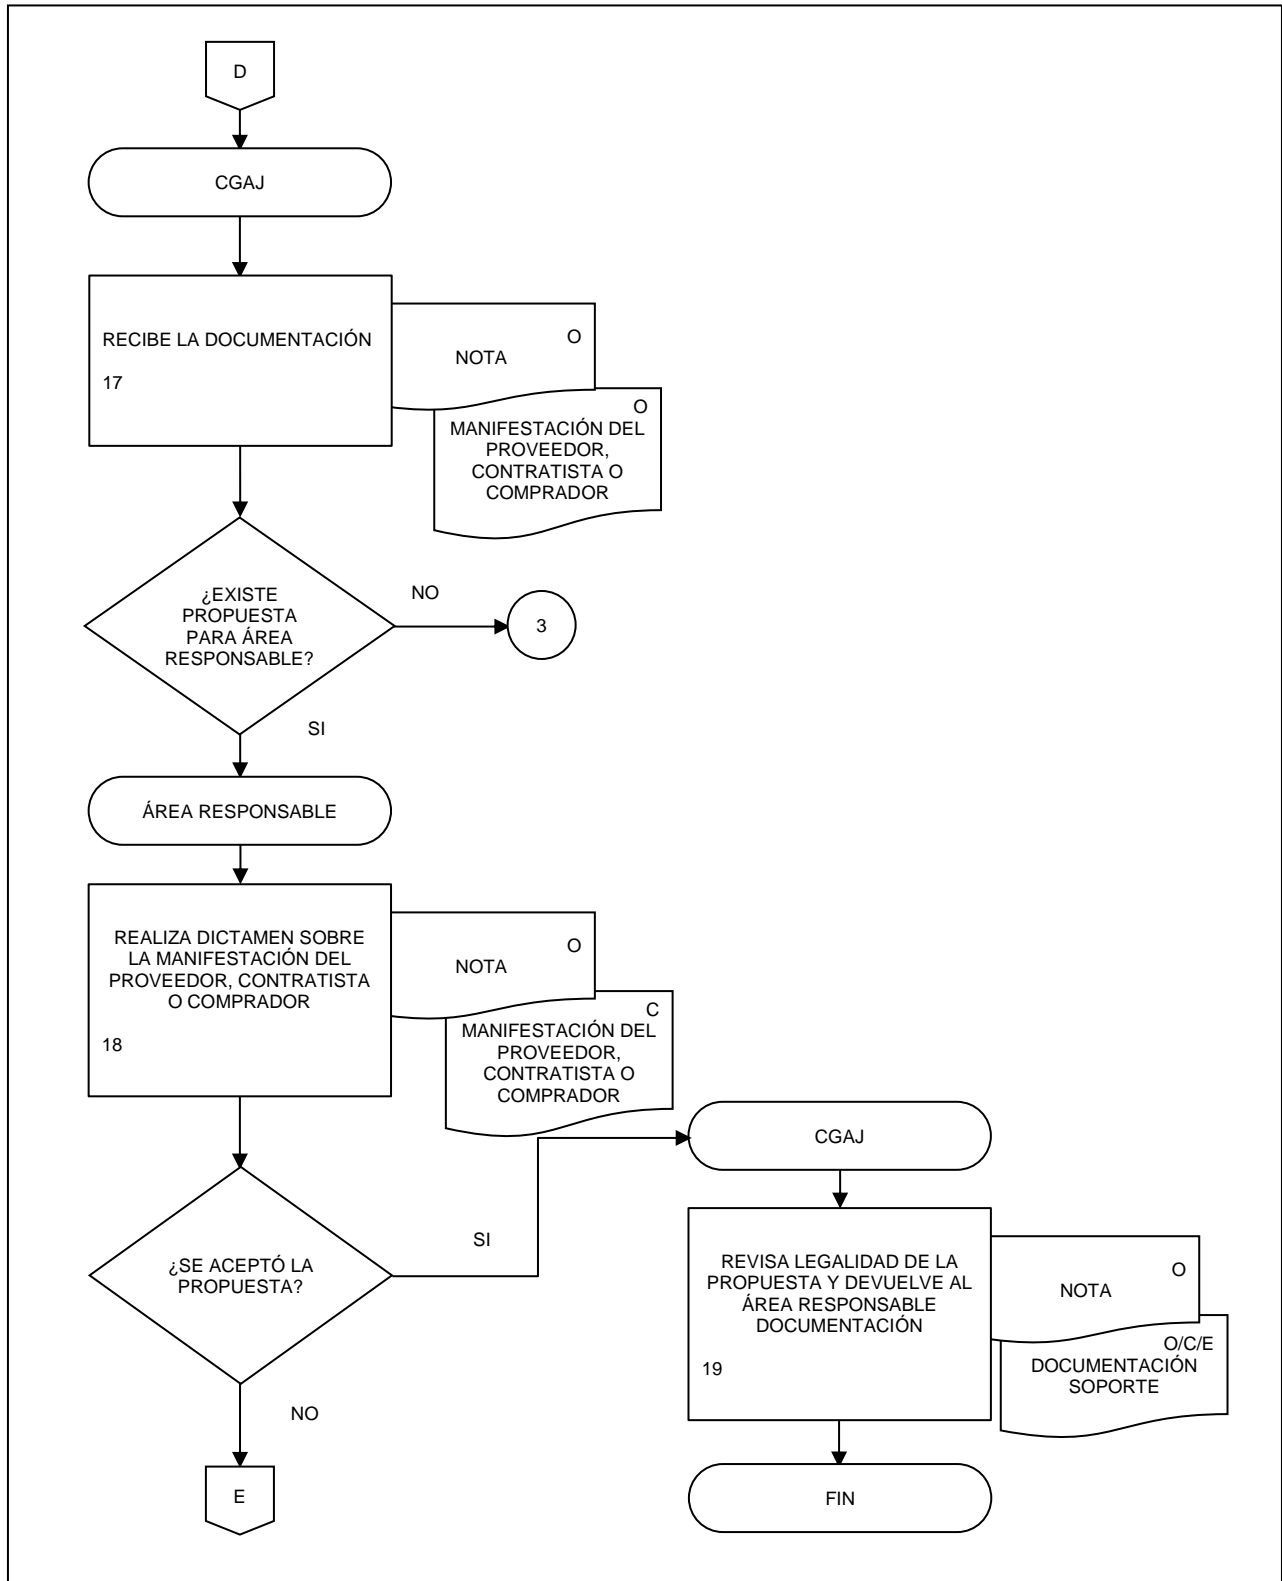 D
CGAJ
RECIBE LA DOCUMENTACIÓN
17
O
NOTA
O
MANIFESTACIÓN DEL
PROVEEDOR,
CONTRATISTA O
COMPRADOR
¿EXISTE
PROPUESTA
PARA ÁREA
RESPONSABLE?
NO
3
SI
ÁREA RESPONSABLE
REALIZA DICTAMEN SOBRE
LA MANIFESTACIÓN DEL
PROVEEDOR, CONTRATISTA
O COMPRADOR
18
O
NOTA
C
MANIFESTACIÓN DEL
PROVEEDOR,
CONTRATISTA O
COMPRADOR
¿SE ACEPTÓ LA
PROPUESTA?
SI
CGAJ
REVISA LEGALIDAD DE LA
PROPUESTA Y DEVUELVE AL
ÁREA RESPONSABLE
DOCUMENTACIÓN
19
O
NOTA
O/C/E
DOCUMENTACIÓN
SOPORTE
NO
E
FIN